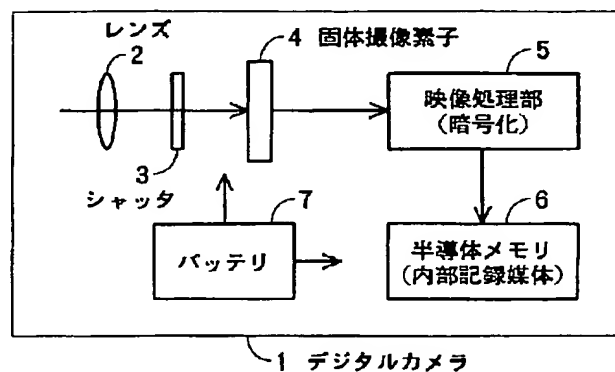 レンズ
2
4 固体撮像素子
5
映像処理部
(暗号化)
3
シャッタ
7
バッテリ
6
半導体メモリ
(内部記録媒体)
1 デジタルカメラ